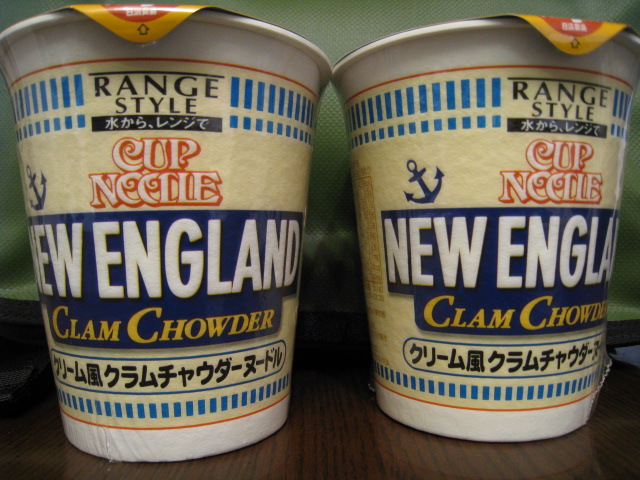 RANGE
STYLE
水から、レンジで
CUP
NOODLE
NEW ENGLAND
CLAM CHOWDER
クリーム風 クラムチャウダーヌードル
RANGE
STYLE
水から、レンジで
CUP
NOODLE
NEW ENGLA
CLAM CHOWDE
クリーム風 クラムチャウダーヌ